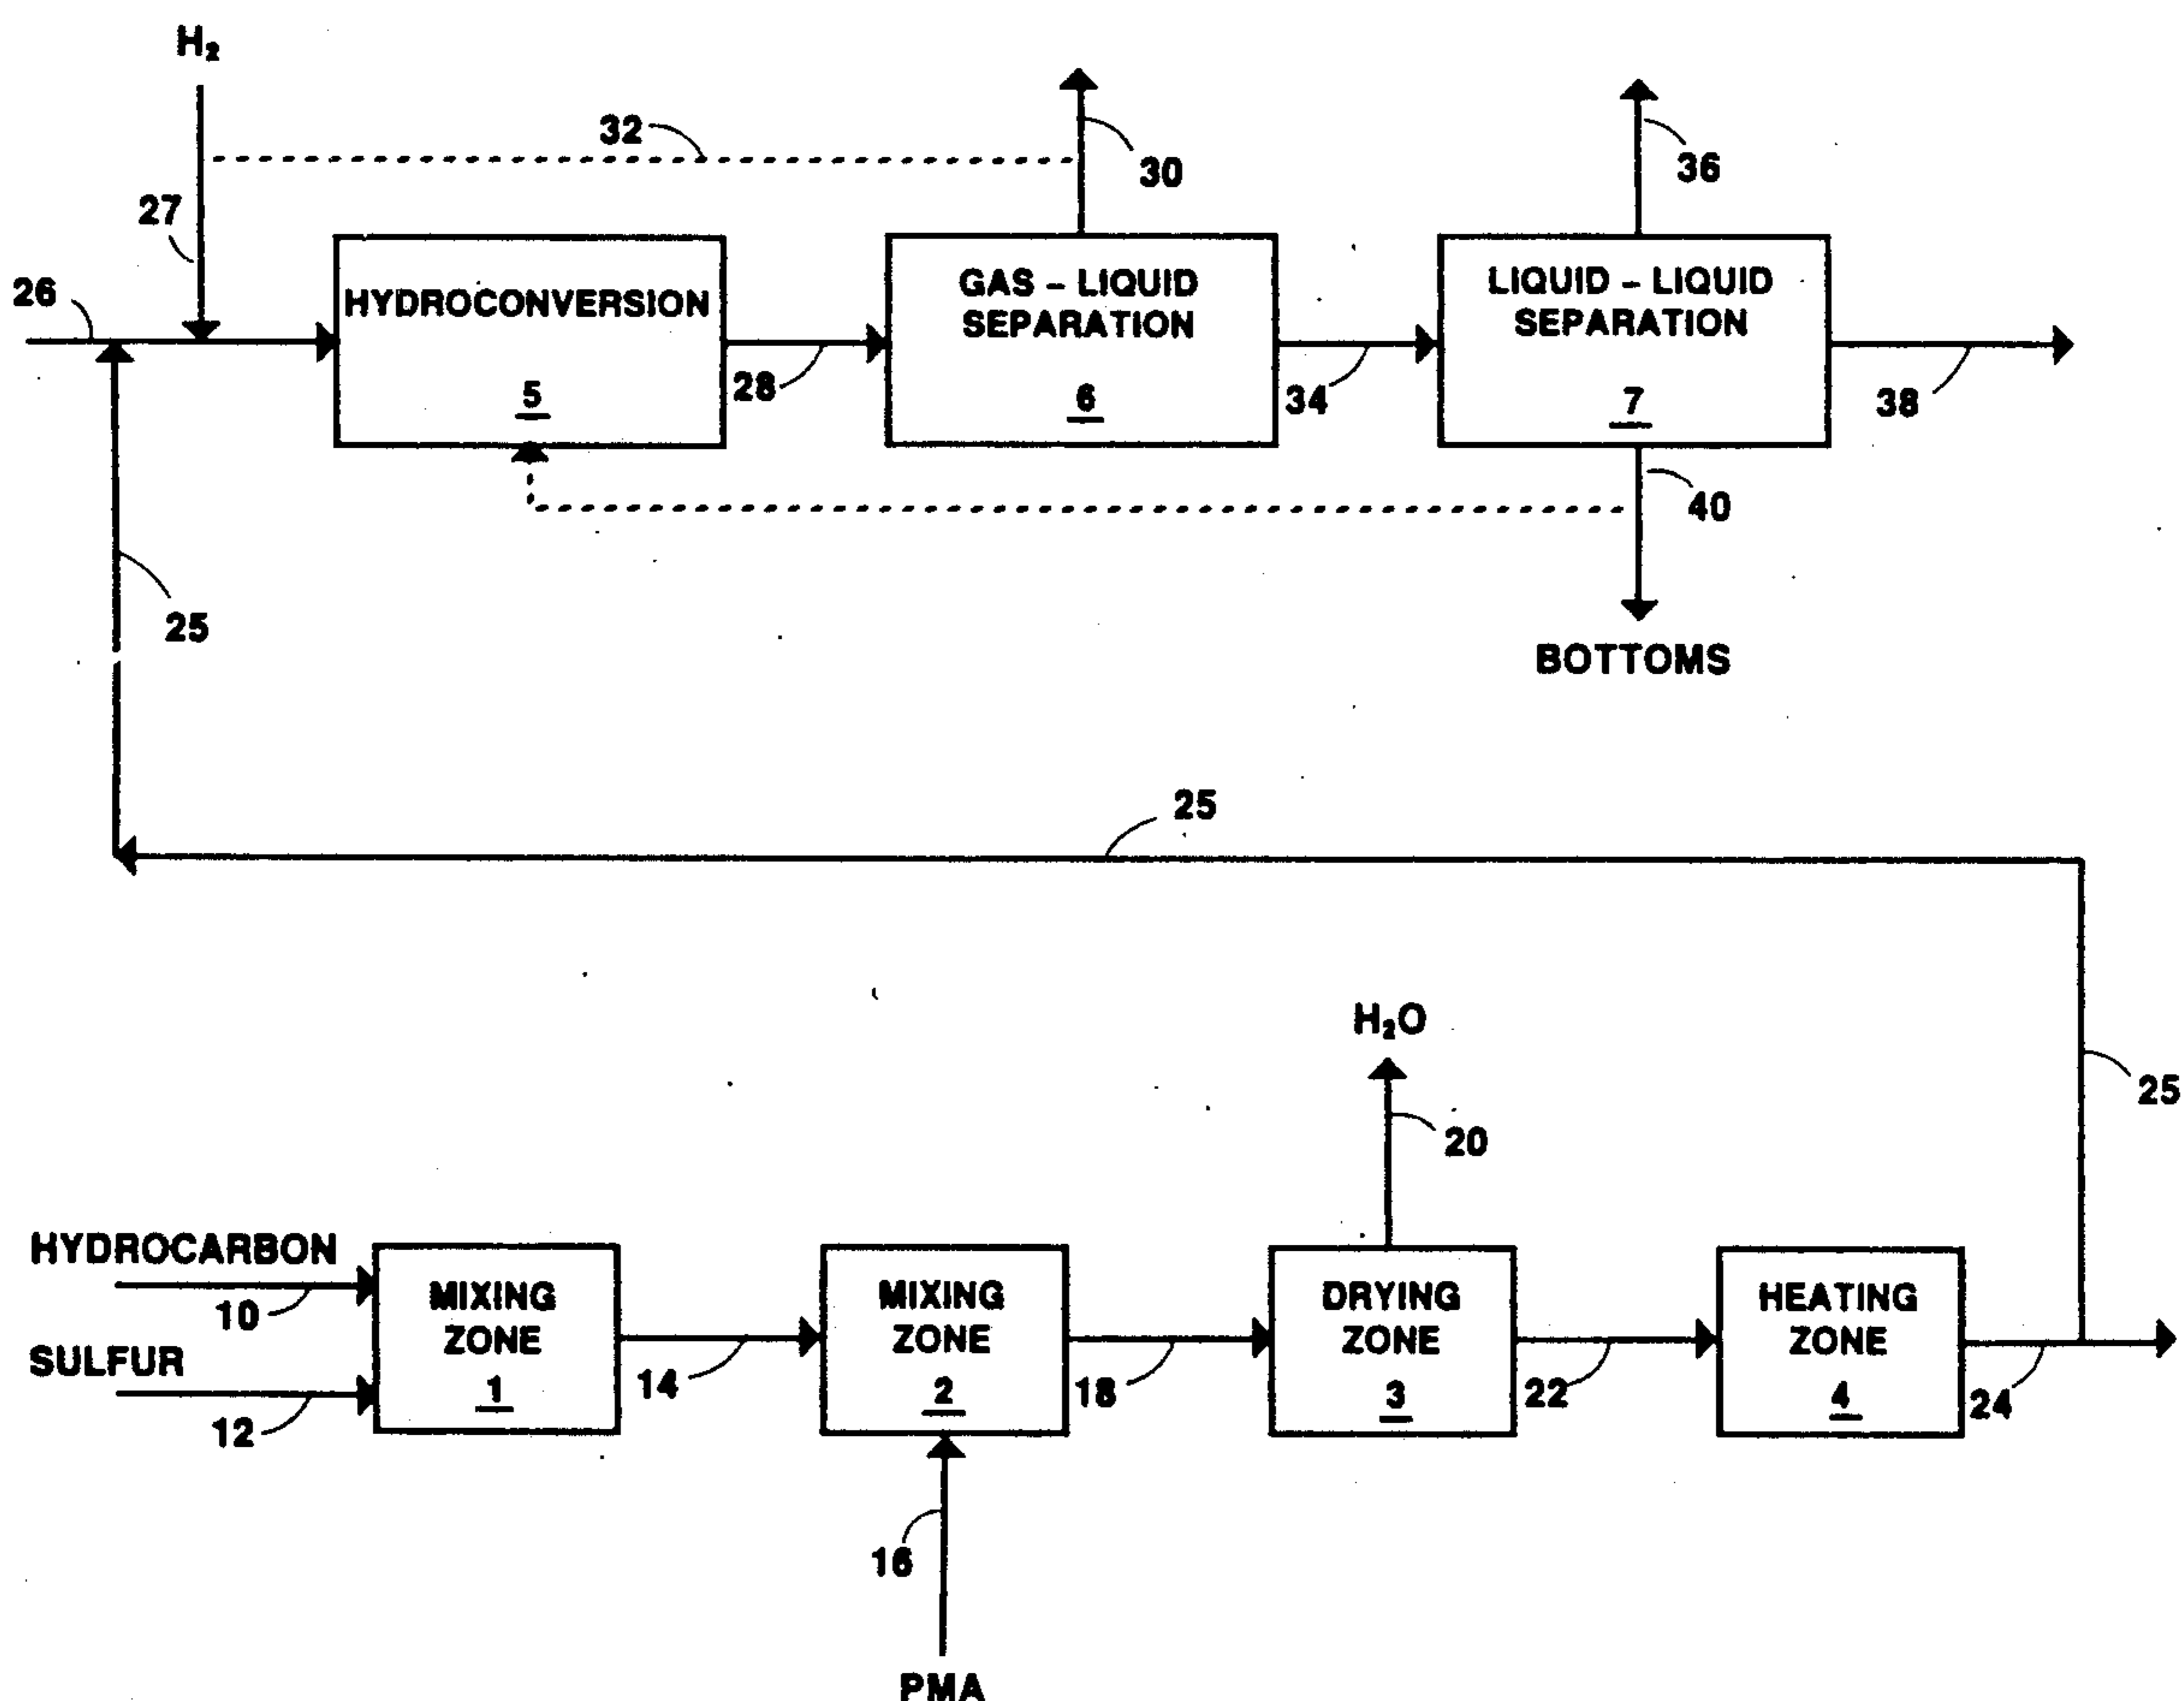 H₂
32
30
36
27
26
HYDROCONVERSION
5
28
GAS – LIQUID
SEPARATION
6
34
LIQUID – LIQUID
SEPARATION
7
38
40
BOTTOMS
25
25
25
H₂O
20
HYDROCARBON
10
SULFUR
12
MIXING
ZONE
1
14
MIXING
ZONE
2
18
DRYING
ZONE
3
22
HEATING
ZONE
4
24
16
PMA